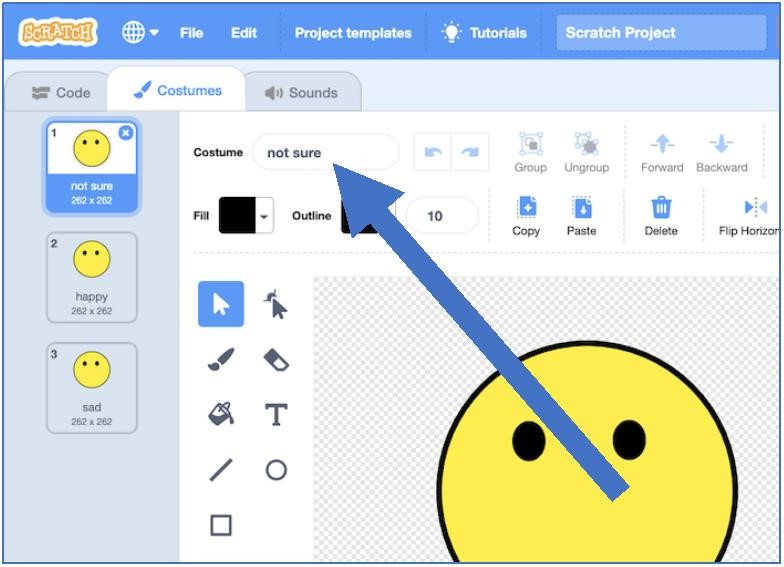 SCRATCH File Edit Project templates Tutorials Scratch Project
Code Costumes Sounds
1
not sure
262 x 262
2
happy
262 x 262
3
sad
262 x 262
Costume not sure Group Ungroup Forward Backward
Fill Outline 10 Copy Paste Delete Flip Horizon
T